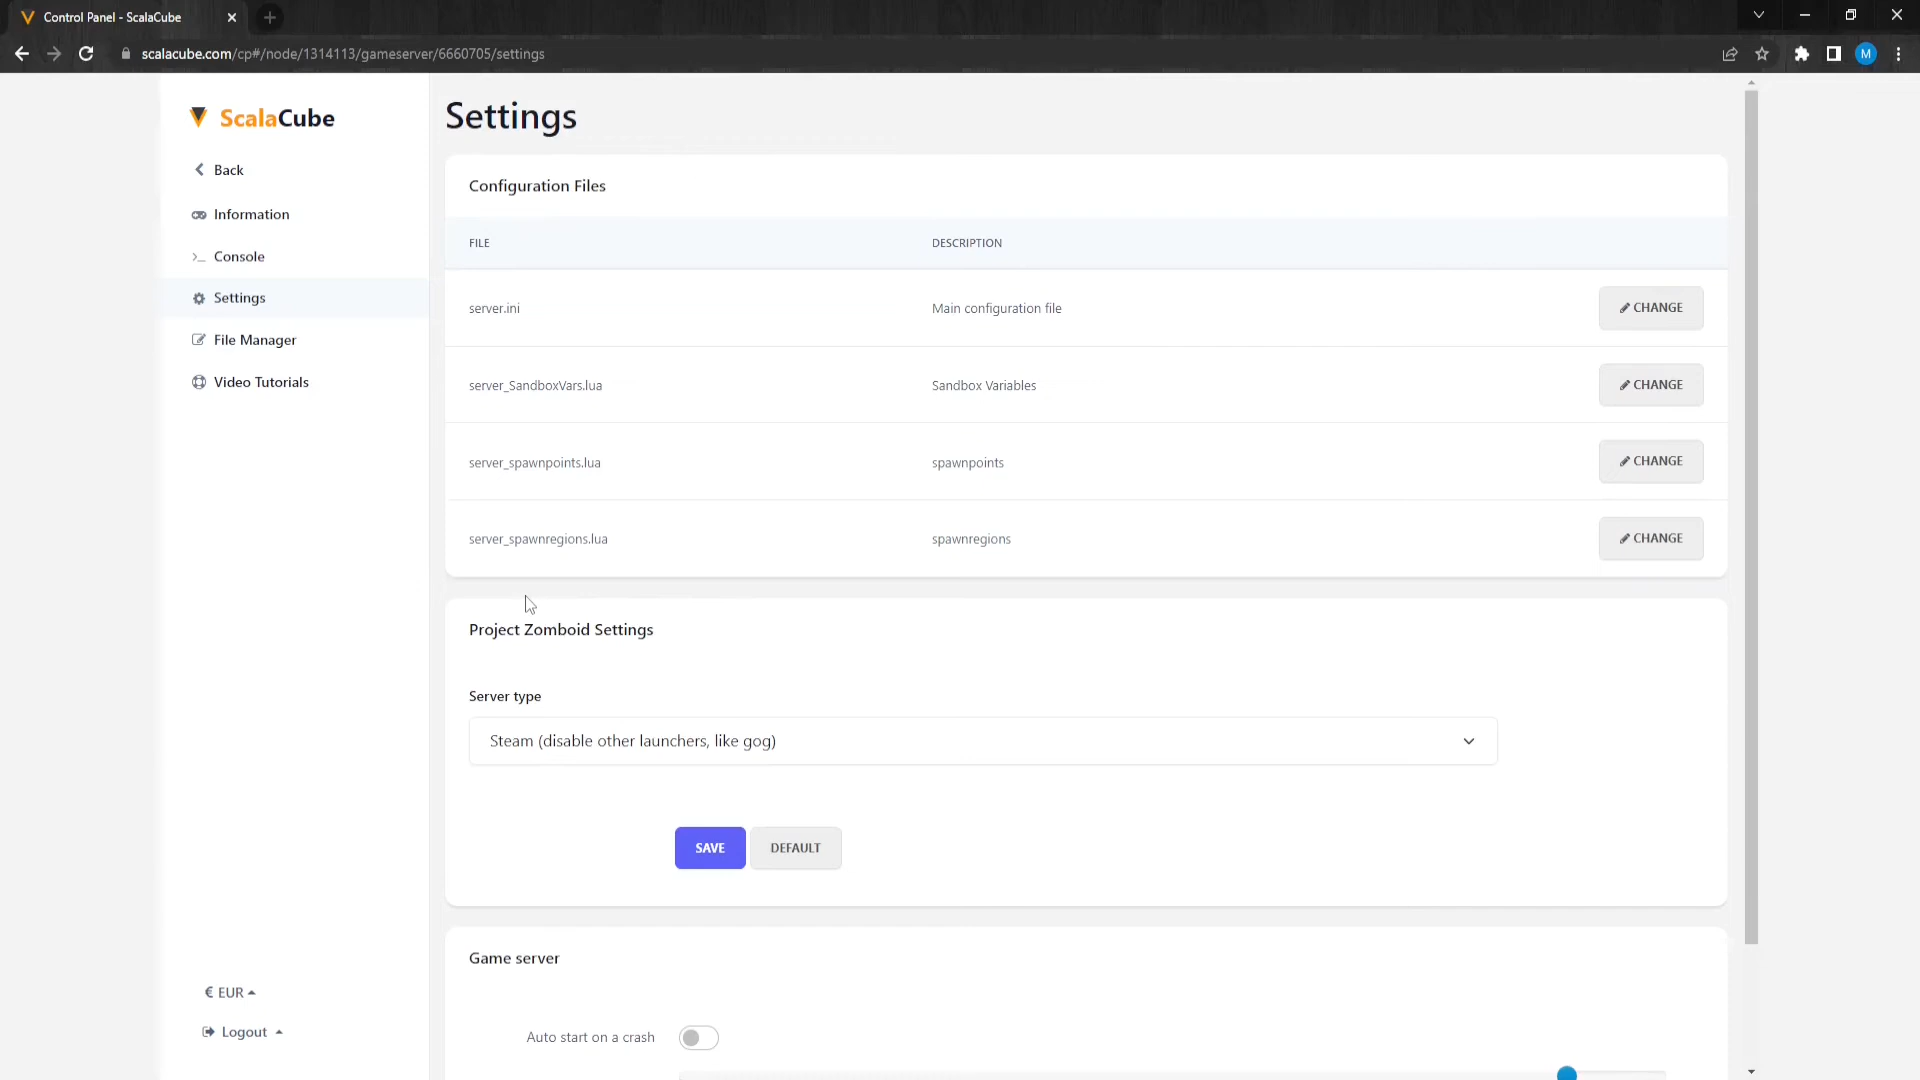 Control Panel - ScalaCube
scalacube.com/cp#/node/1314113/gameserver/6660705/settings
M
ScalaCube
Back
Information
Console
Settings
File Manager
Video Tutorials
€ EUR
Logout
Settings
Configuration Files
FILE DESCRIPTION
server.ini Main configuration file CHANGE
server_SandboxVars.lua Sandbox Variables CHANGE
server_spawnpoints.lua spawnpoints CHANGE
server_spawnregions.lua spawnregions CHANGE
Project Zomboid Settings
Server type
Steam (disable other launchers, like gog)
SAVE DEFAULT
Game server
Auto start on a crash